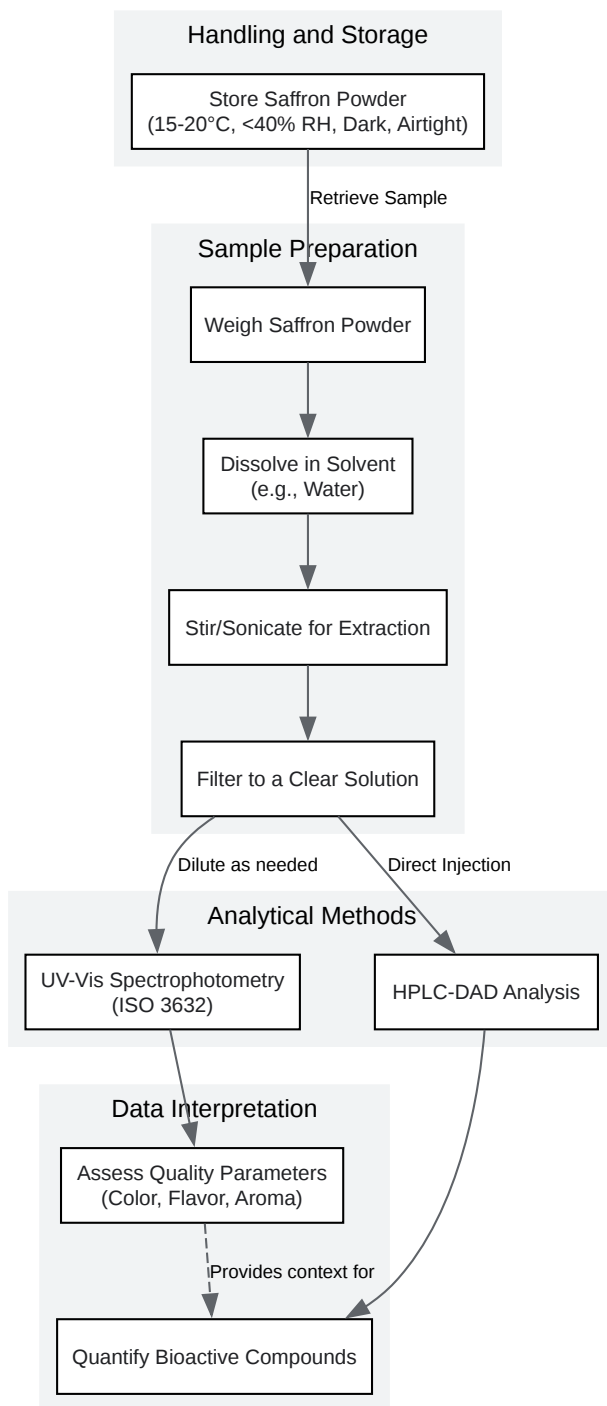 Handling and Storage
Store Saffron Powder
(15-20°C, <40% RH, Dark, Airtight)
Retrieve Sample
Sample Preparation
Weigh Saffron Powder
Dissolve in Solvent
(e.g., Water)
Stir/Sonicate for Extraction
Filter to a Clear Solution
Dilute as needed
Direct Injection
Analytical Methods
UV-Vis Spectrophotometry
(ISO 3632)
HPLC-DAD Analysis
Data Interpretation
Assess Quality Parameters
(Color, Flavor, Aroma)
Provides context for
Quantify Bioactive Compounds